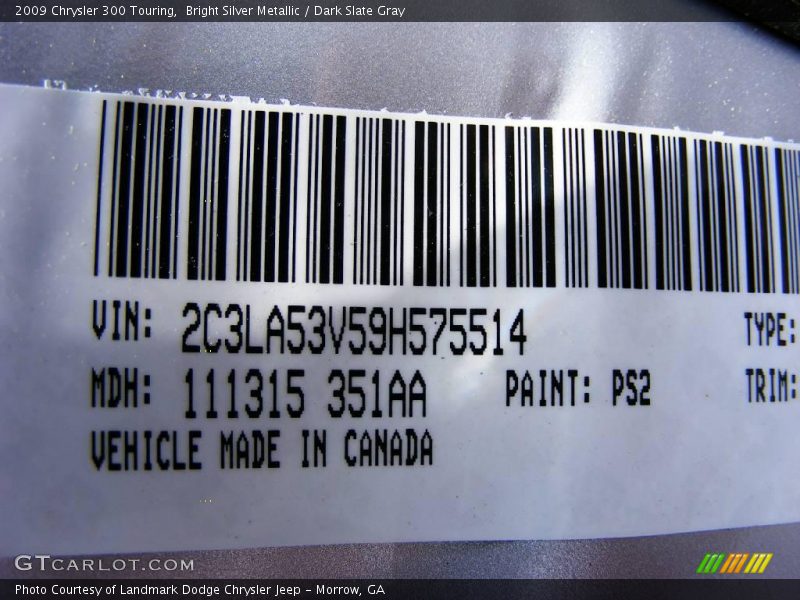 2009 Chrysler 300 Touring,  Bright Silver Metallic / Dark Slate Gray
VIN: 2C3LA53V59H575514 TYPE:
MDH: 111315 351AA PAINT: PS2 TRIM:
VEHICLE MADE IN CANADA
GTCARLOT.COM
Photo Courtesy of Landmark Dodge Chrysler Jeep – Morrow, GA